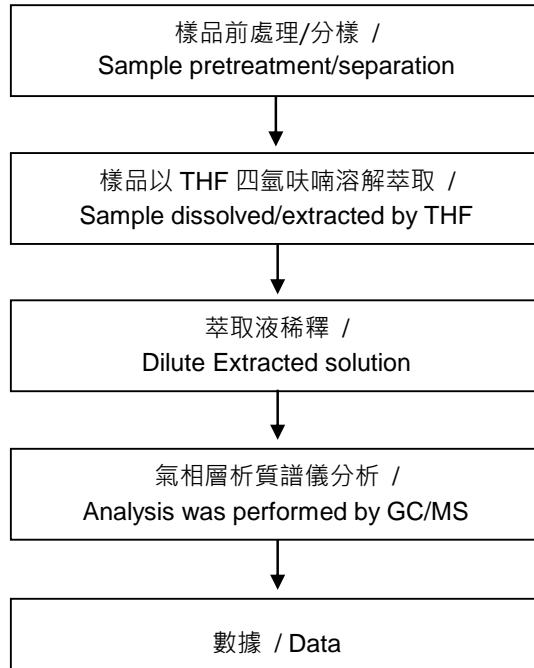 樣品前處理/分樣 /
Sample pretreatment/separation
樣品以 THF 四氫呋喃溶解萃取 /
Sample dissolved/extracted by THF
萃取液稀釋 /
Dilute Extracted solution
氣相層析質譜儀分析 /
Analysis was performed by GC/MS
數據 / Data